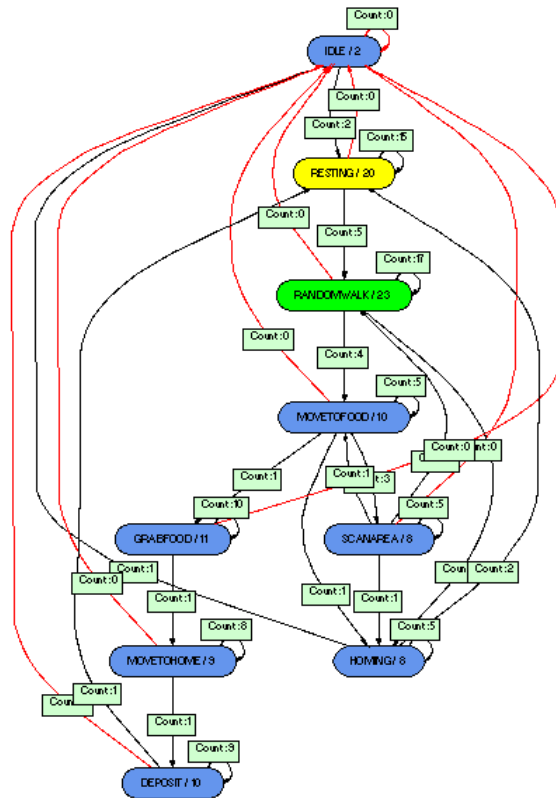 Count:0
IDLE / 2
Count:0
Count:2
Count:15
RESTING / 20
Count:0
Count:5
Count:17
RANDOMWALK / 23
Count:0
Count:4
Count:5
MOVETOFOOD / 10
Count:0
Count:1
Count:1
Count:10
Count:5
GRABFOOD / 11
SCANAREA / 8
Count:1
Count:0
Count:1
Count:1
Count:1
Count:2
Count:8
Count:5
MOVETOHOME / 9
HOMING / 8
Count:1
Count:1
Count:9
DEPOSIT / 10